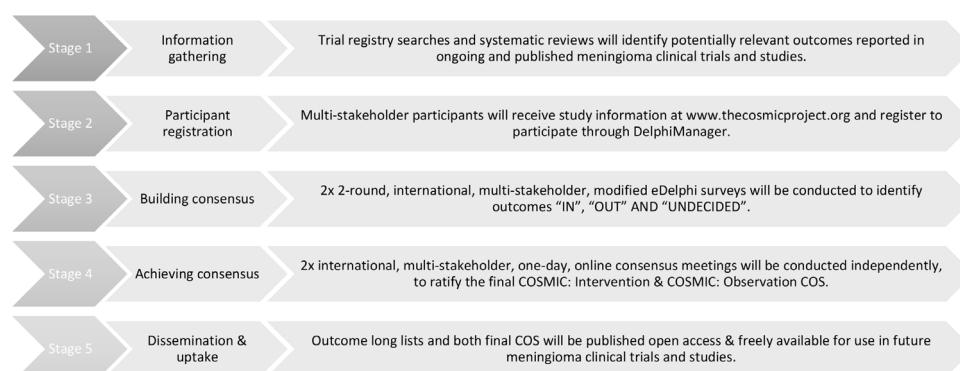 Stage 1
Information
gathering
Trial registry searches and systematic reviews will identify potentially relevant outcomes reported in
ongoing and published meningioma clinical trials and studies.
Stage 2
Participant
registration
Multi-stakeholder participants will receive study information at www.thecosmicproject.org and register to
participate through DelphiManager.
Stage 3
Building consensus
2x 2-round, international, multi-stakeholder, modified eDelphi surveys will be conducted to identify
outcomes “IN”, “OUT” AND “UNDECIDED”.
Stage 4
Achieving consensus
2x international, multi-stakeholder, one-day, online consensus meetings will be conducted independently,
to ratify the final COSMIC: Intervention & COSMIC: Observation COS.
Stage 5
Dissemination &
uptake
Outcome long lists and both final COS will be published open access & freely available for use in future
meningioma clinical trials and studies.